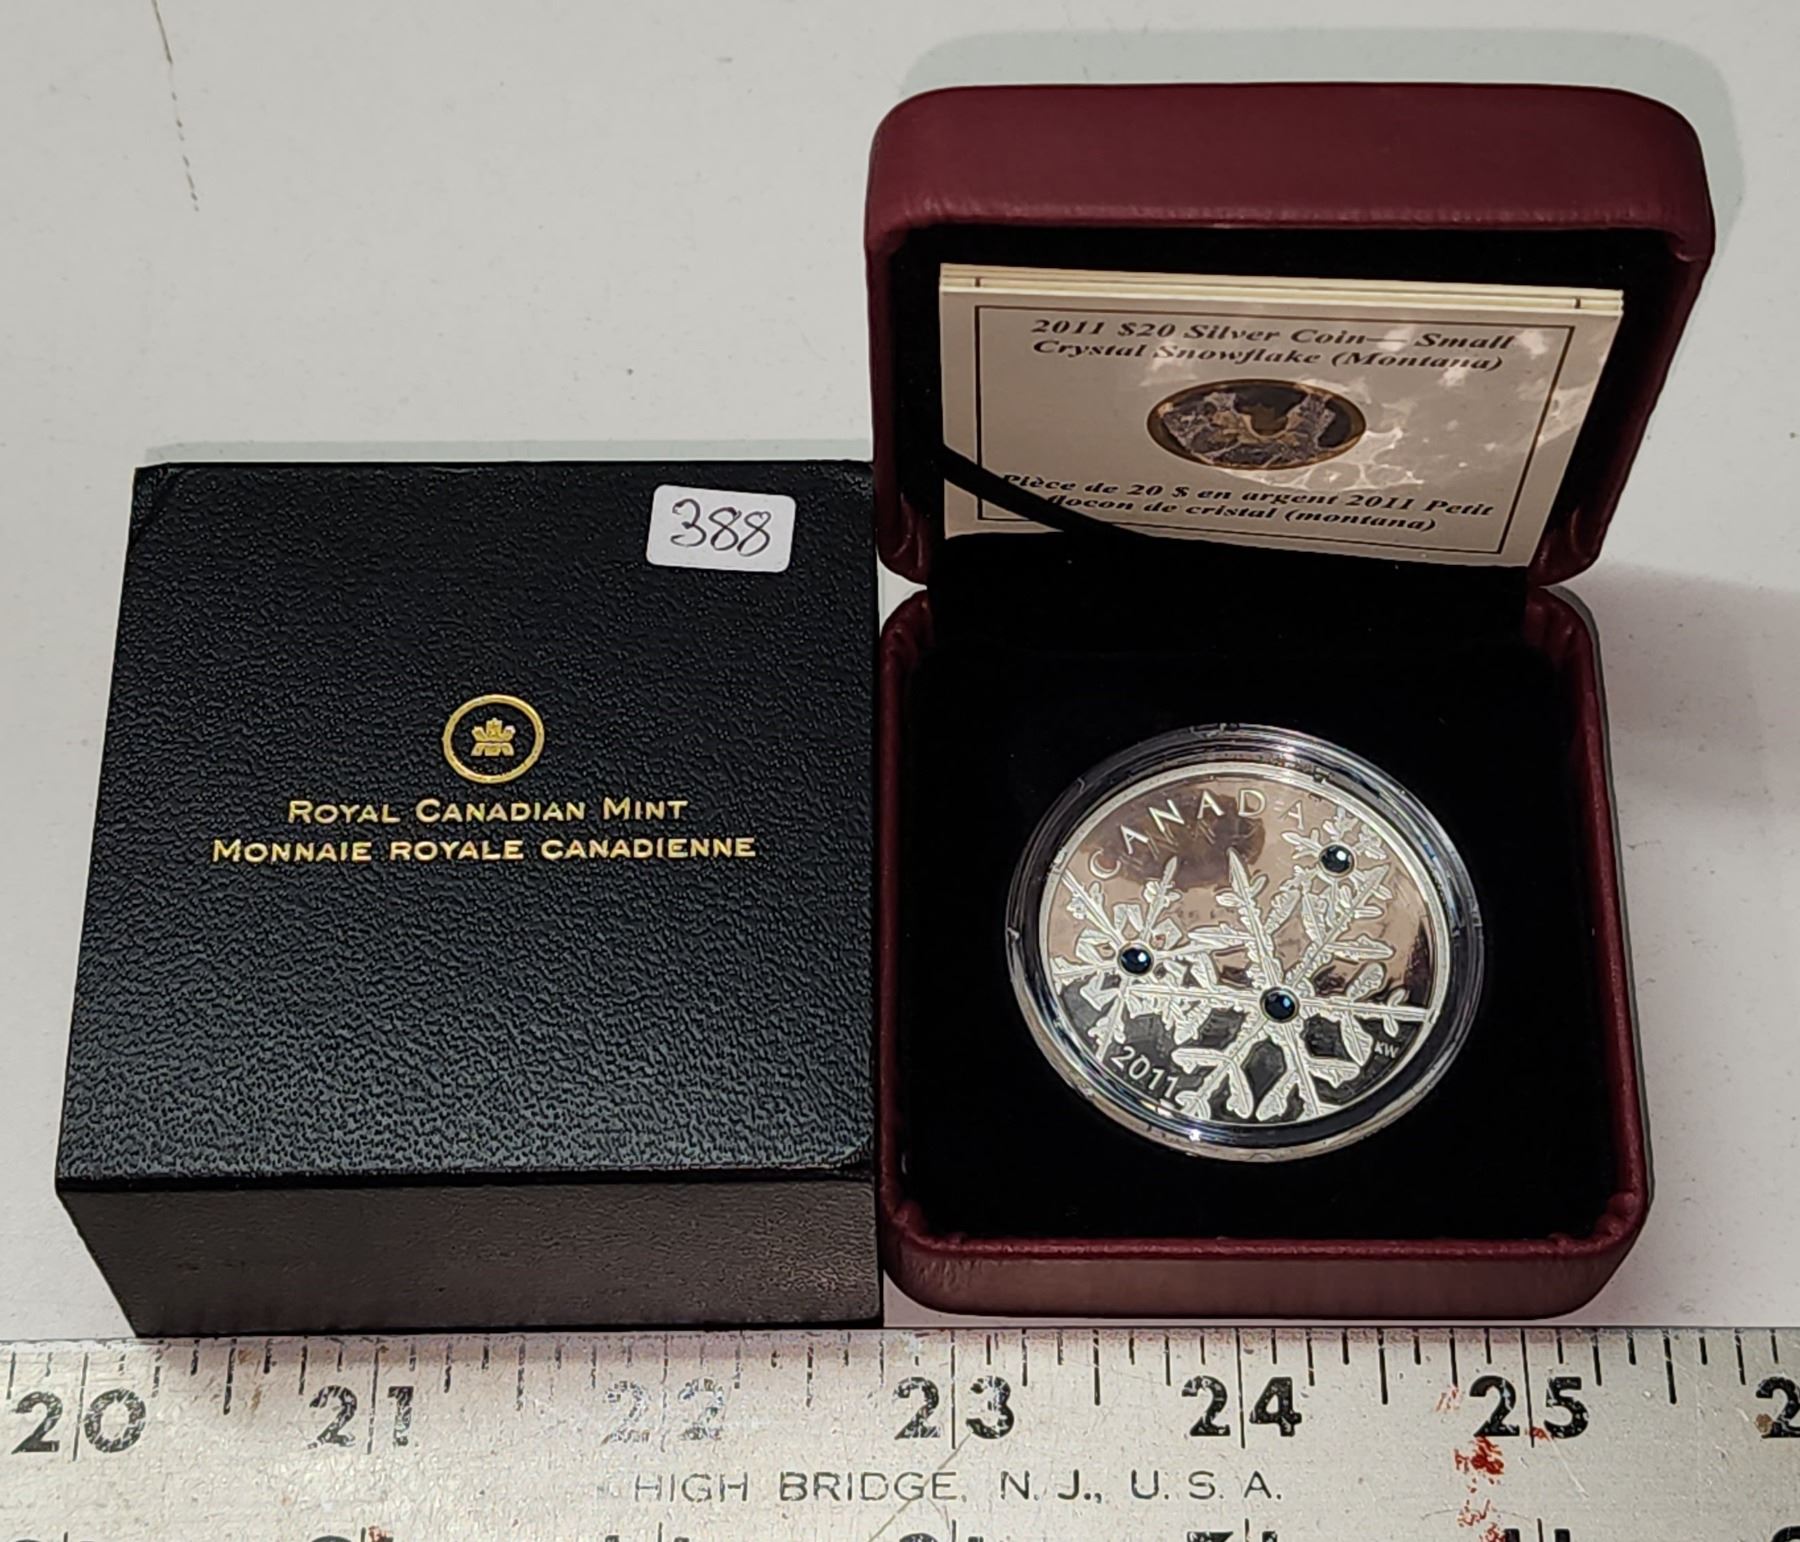 388
ROYAL CANADIAN MINT
MONNAIE ROYALE CANADIENNE
2011 $20 Silver Coin— Small
Crystal Snowflake (Montana)
Pièce de 20 $ en argent 2011 Petit
flocon de cristal (montana)
CANADA
KW
2011
20 21 22 23 24 25 2
HIGH BRIDGE, N. J., U. S. A.